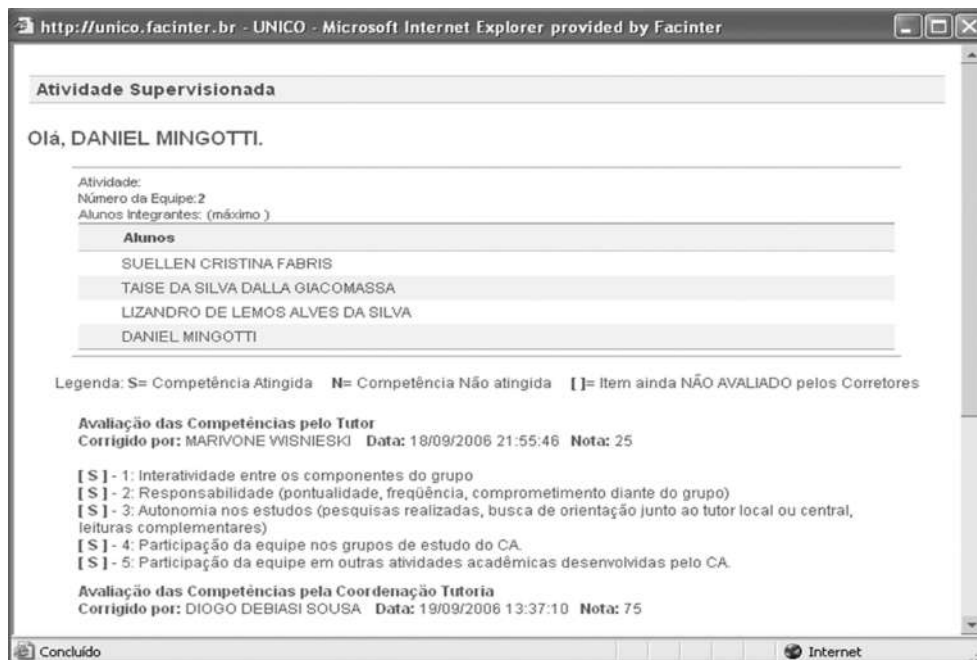 http://unico.facinter.br - UNICO - Microsoft Internet Explorer provided by Facinter
Atividade Supervisionada
Olá, DANIEL MINGOTTI.
Atividade:
Número da Equipe:2
Alunos Integrantes: (máximo )
Alunos
SUELLEN CRISTINA FABRIS
TAISE DA SILVA DALLA GIACOMASSA
LIZANDRO DE LEMOS ALVES DA SILVA
DANIEL MINGOTTI
Legenda: S= Competência Atingida N= Competência Não atingida [ ]= Item ainda NÃO AVALIADO pelos Corretores
Avaliação das Competências pelo Tutor
Corrigido por: MARIVONE WISNIESKI Data: 18/09/2006 21:55:46 Nota: 25
[ S ] - 1: Interatividade entre os componentes do grupo
[ S ] - 2: Responsabilidade (pontualidade, freqüência, comprometimento diante do grupo)
[ S ] - 3: Autonomia nos estudos (pesquisas realizadas, busca de orientação junto ao tutor local ou central,
leituras complementares)
[ S ] - 4: Participação da equipe nos grupos de estudo do CA.
[ S ] - 5: Participação da equipe em outras atividades acadêmicas desenvolvidas pelo CA.
Avaliação das Competências pela Coordenação Tutoria
Corrigido por: DIOGO DEBIASI SOUSA Data: 19/09/2006 13:37:10 Nota: 75
Concluído Internet